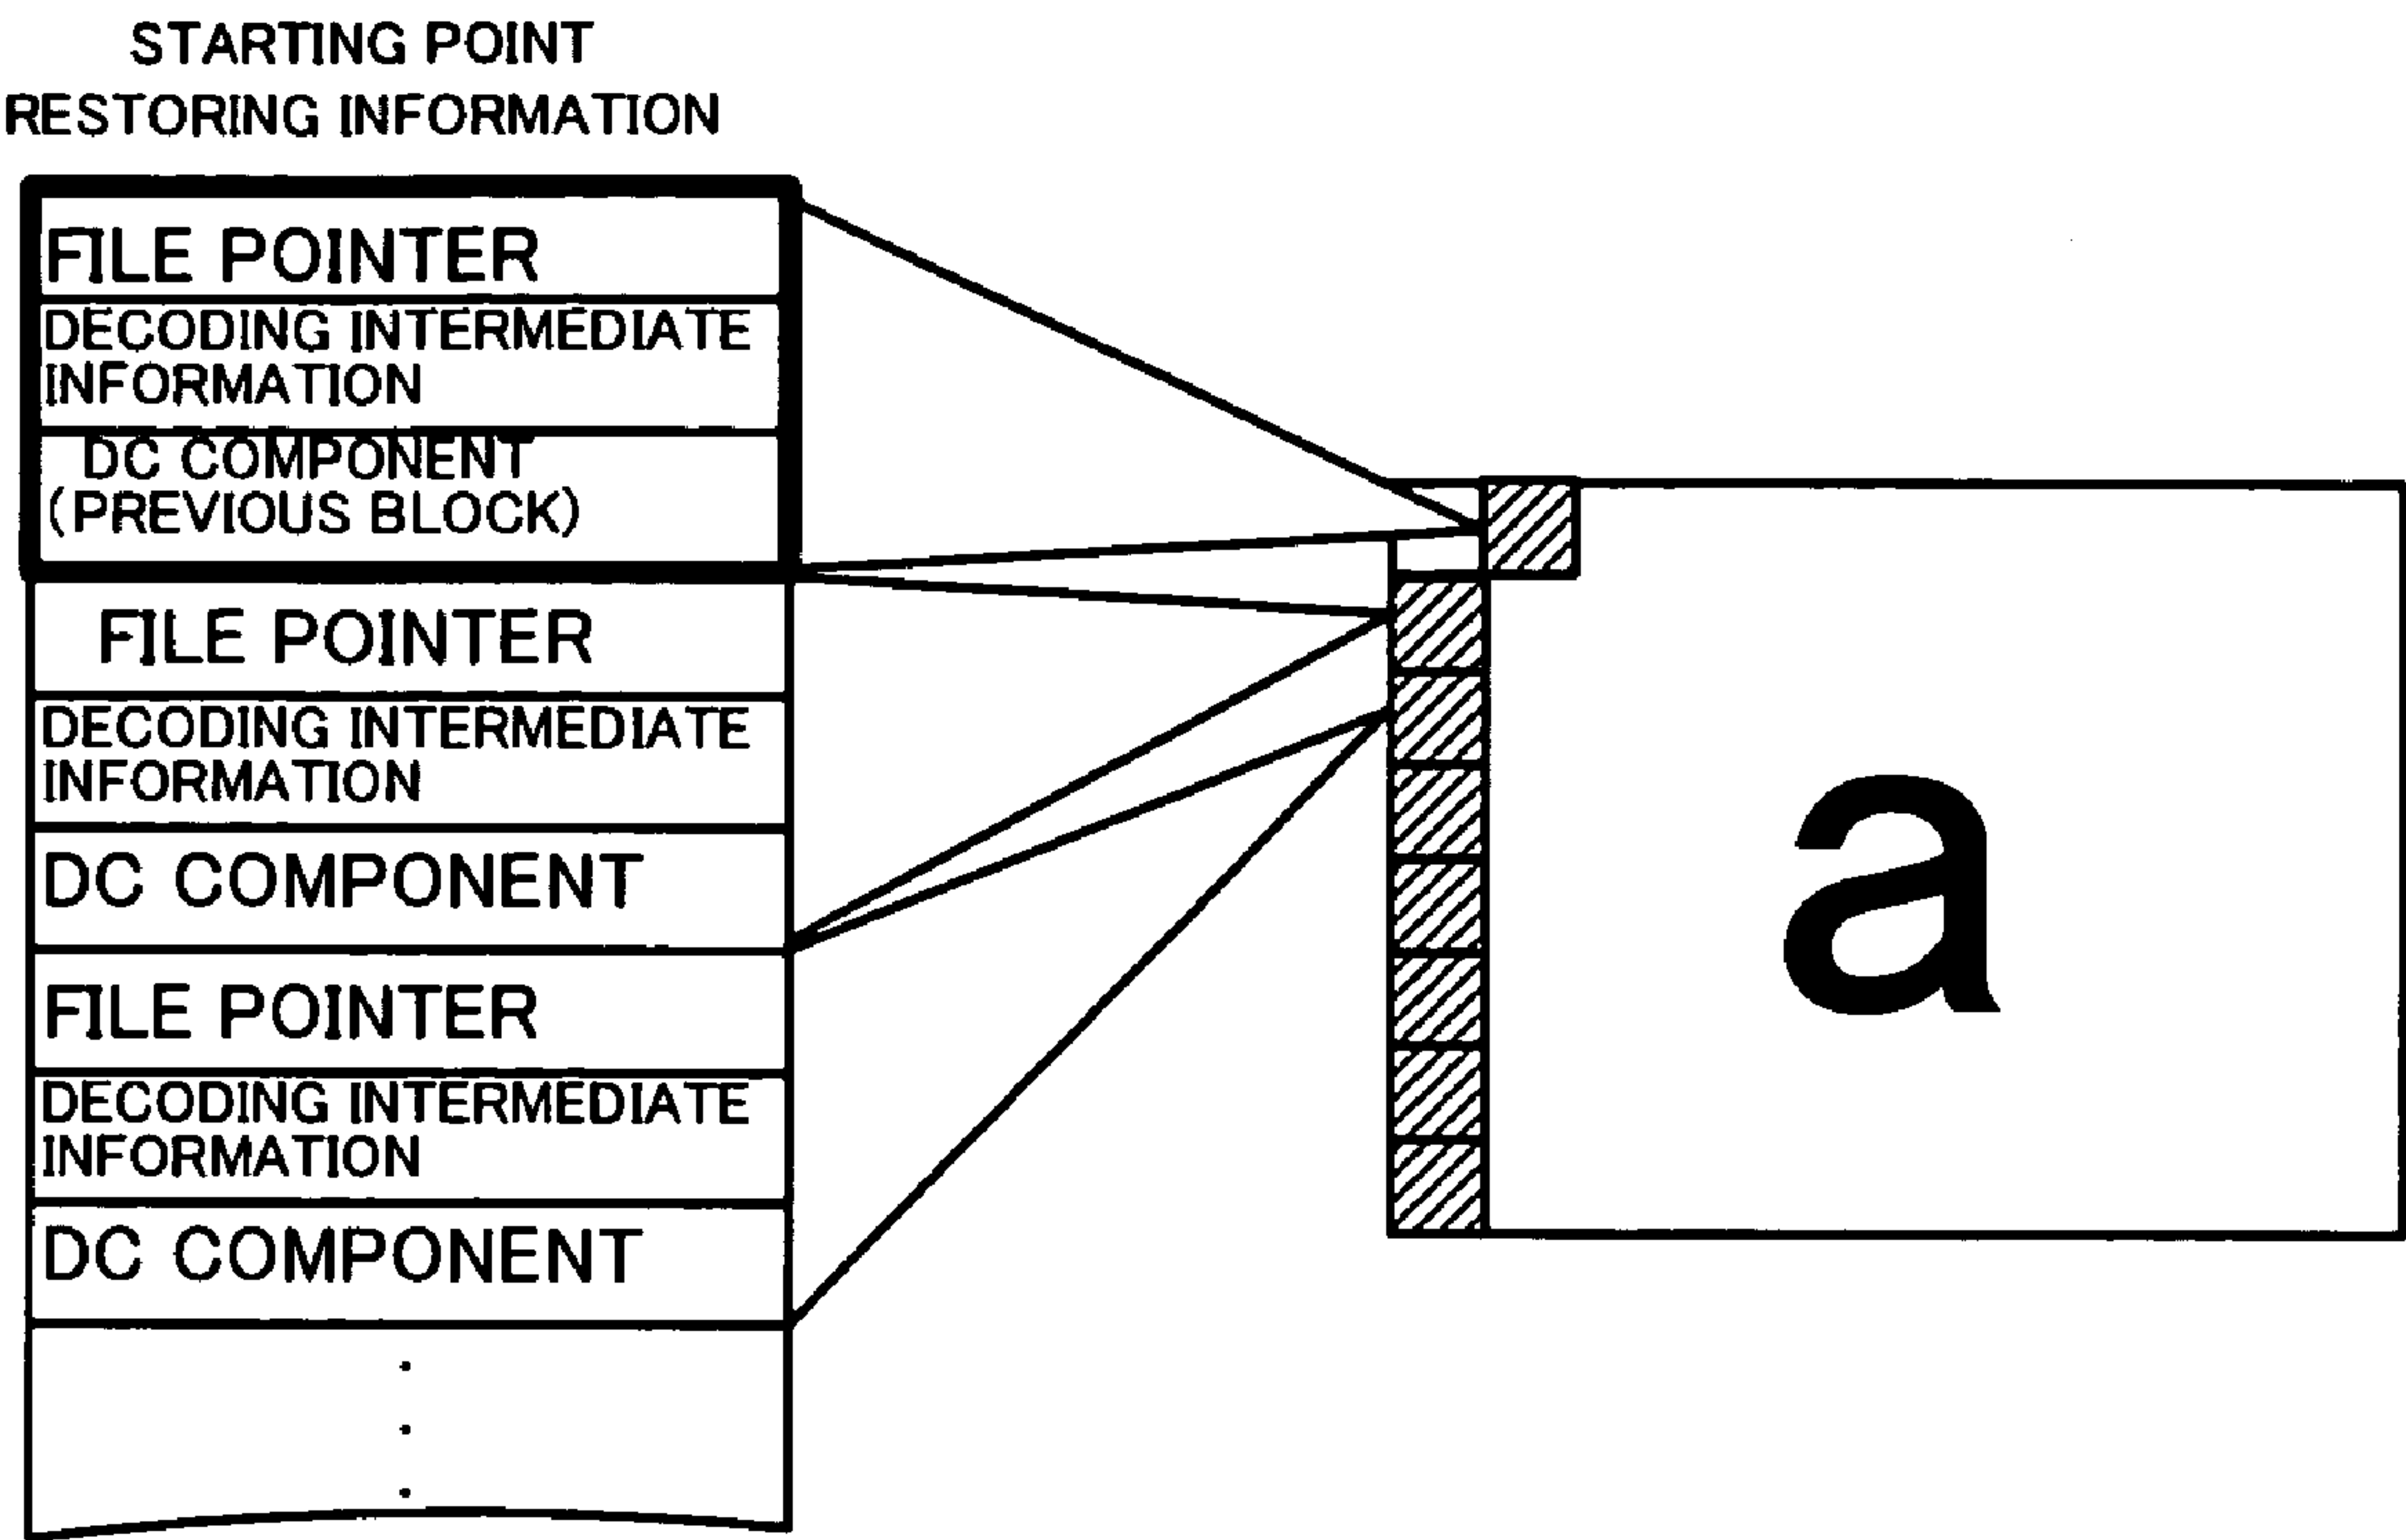 STARTING POINT
RESTORING INFORMATION
FILE POINTER
DECODING INTERMEDIATE
INFORMATION
DC COMPONENT
(PREVIOUS BLOCK)
FILE POINTER
DECODING INTERMEDIATE
INFORMATION
DC COMPONENT
FILE POINTER
DECODING INTERMEDIATE
INFORMATION
DC COMPONENT
a